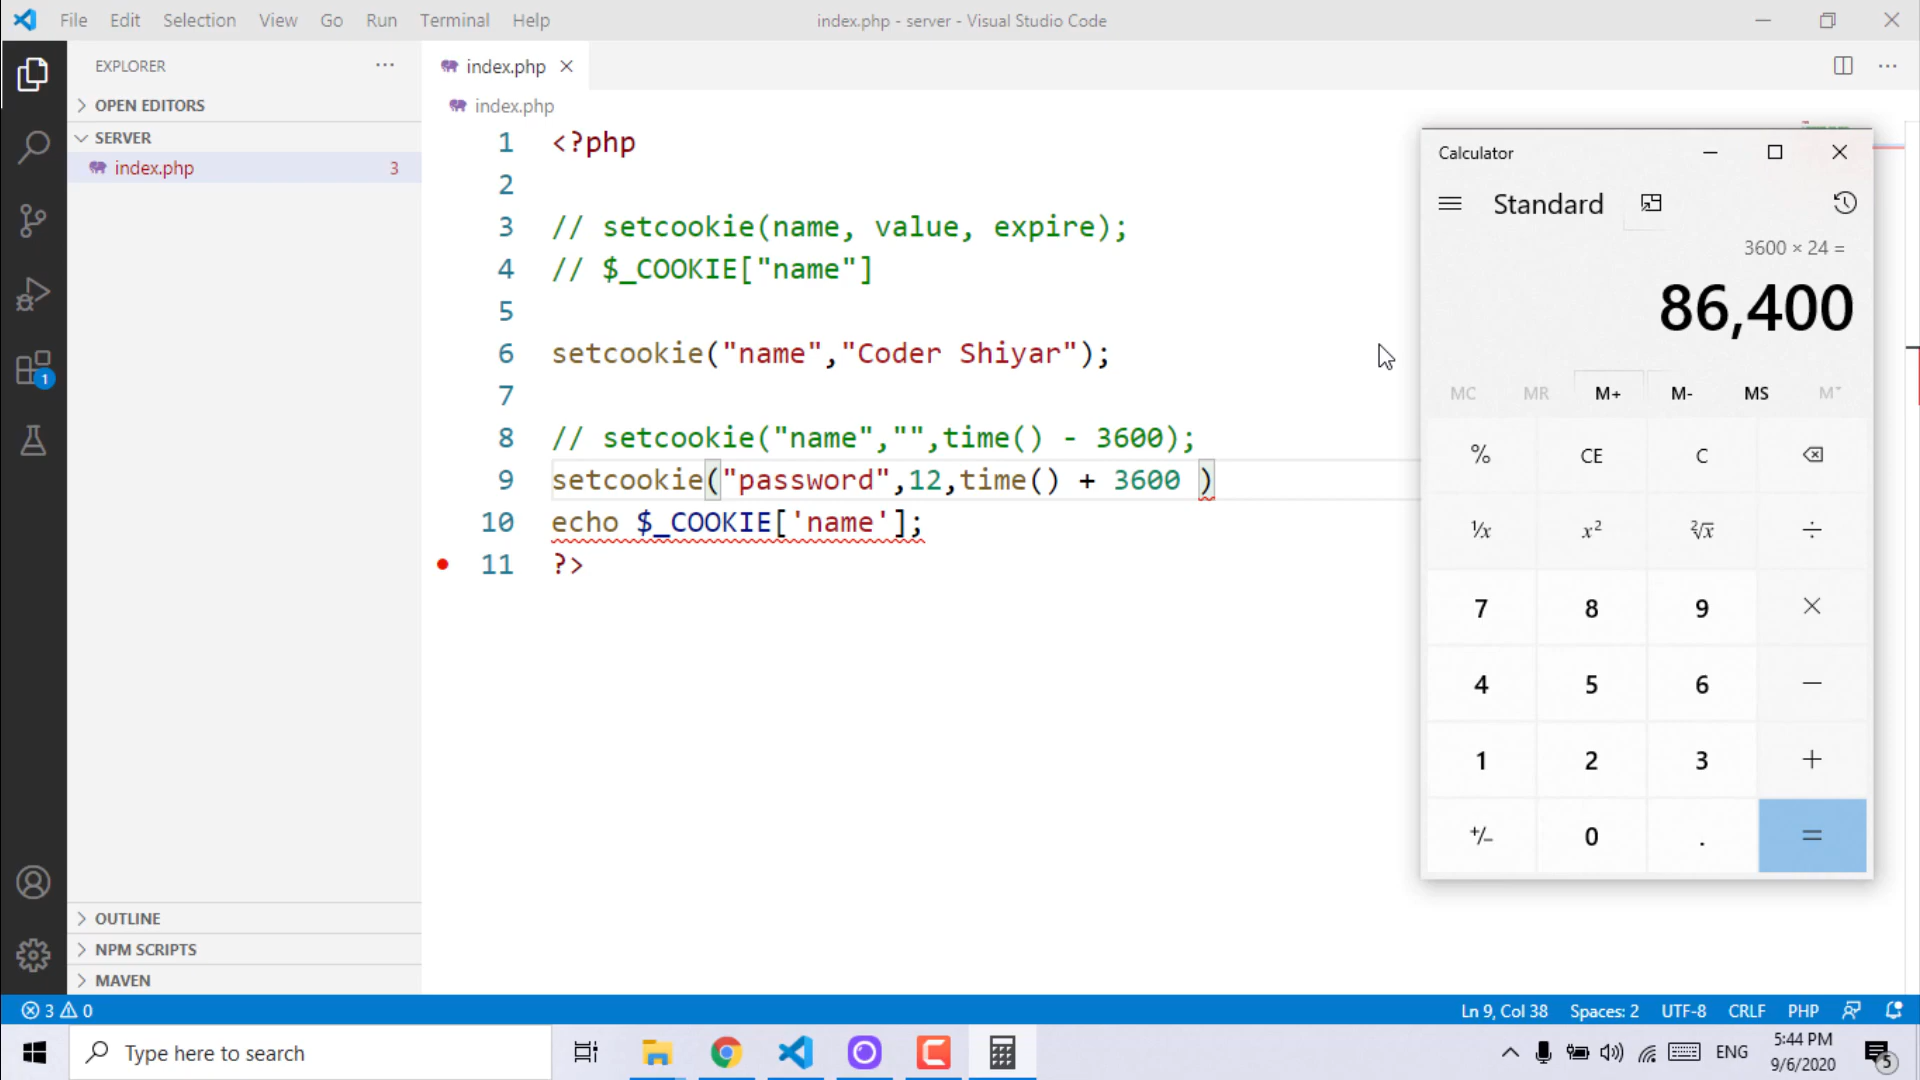 File Edit Selection View Go Run Terminal Help
index.php - server - Visual Studio Code
EXPLORER
OPEN EDITORS
SERVER
index.php 3
index.php
index.php
1 <?php
2
3 // setcookie(name, value, expire);
4 // $_COOKIE["name"]
5
6 setcookie("name","Coder Shiyar");
7
8 // setcookie("name","",time() - 3600);
9 setcookie("password",12,time() + 3600 )
10 echo $_COOKIE['name'];
11 ?>
Calculator
Standard
3600 × 24 =
86,400
MC MR M+ M- MS M˅
% CE C
⅟x x² ²√x ÷
7 8 9 ×
4 5 6 −
1 2 3 +
+/− 0 . =
1
OUTLINE
NPM SCRIPTS
MAVEN
3 0
Ln 9, Col 38 Spaces: 2 UTF-8 CRLF PHP
Type here to search
ENG
5:44 PM
9/6/2020
5